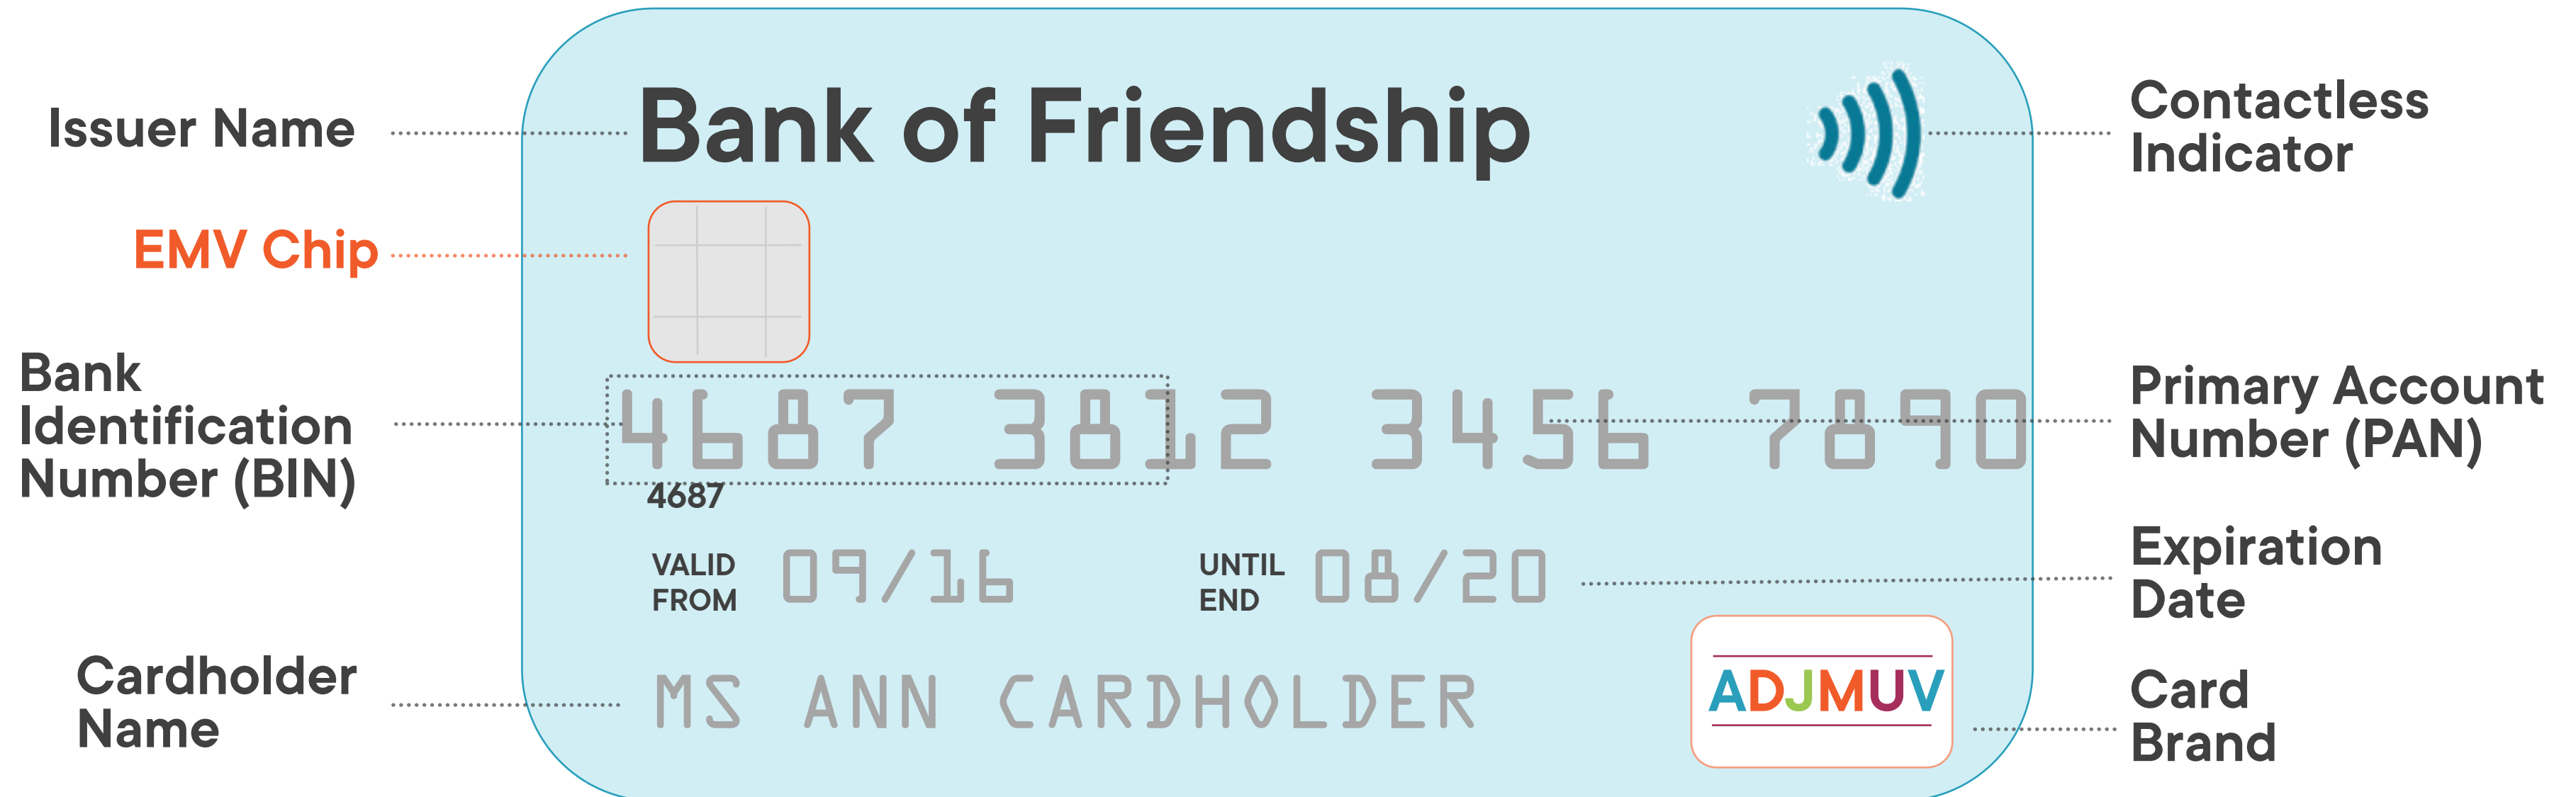 Issuer Name
Bank of Friendship
Contactless
Indicator
EMV Chip
Bank
Identification
Number (BIN)
4687 3812 3456 7890
4687
Primary Account
Number (PAN)
VALID
FROM
09/16
UNTIL
END
08/20
Expiration
Date
Cardholder
Name
MS ANN CARDHOLDER
ADJMUV
Card
Brand